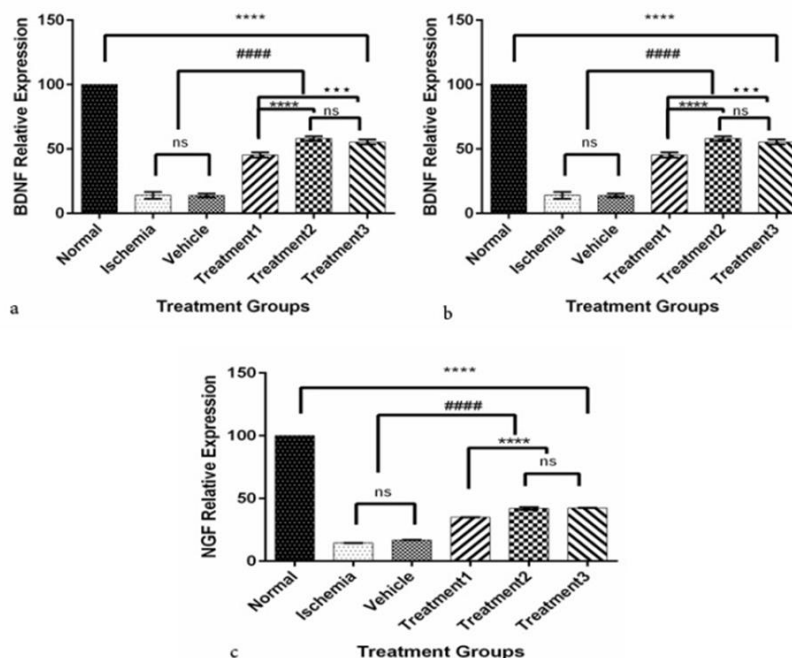 150
****
####
BDNF Relative Expression
100
***
****
ns
50
ns
0
Normal
Ischemia
Vehicle
Treatment1
Treatment2
Treatment3
Treatment Groups
a
150
****
####
BDNF Relative Expression
100
***
****
ns
50
ns
0
Normal
Ischemia
Vehicle
Treatment1
Treatment2
Treatment3
Treatment Groups
b
150
****
####
NGF Relative Expression
100
****
ns
50
ns
0
Normal
Ischemia
Vehicle
Treatment1
Treatment2
Treatment3
Treatment Groups
c